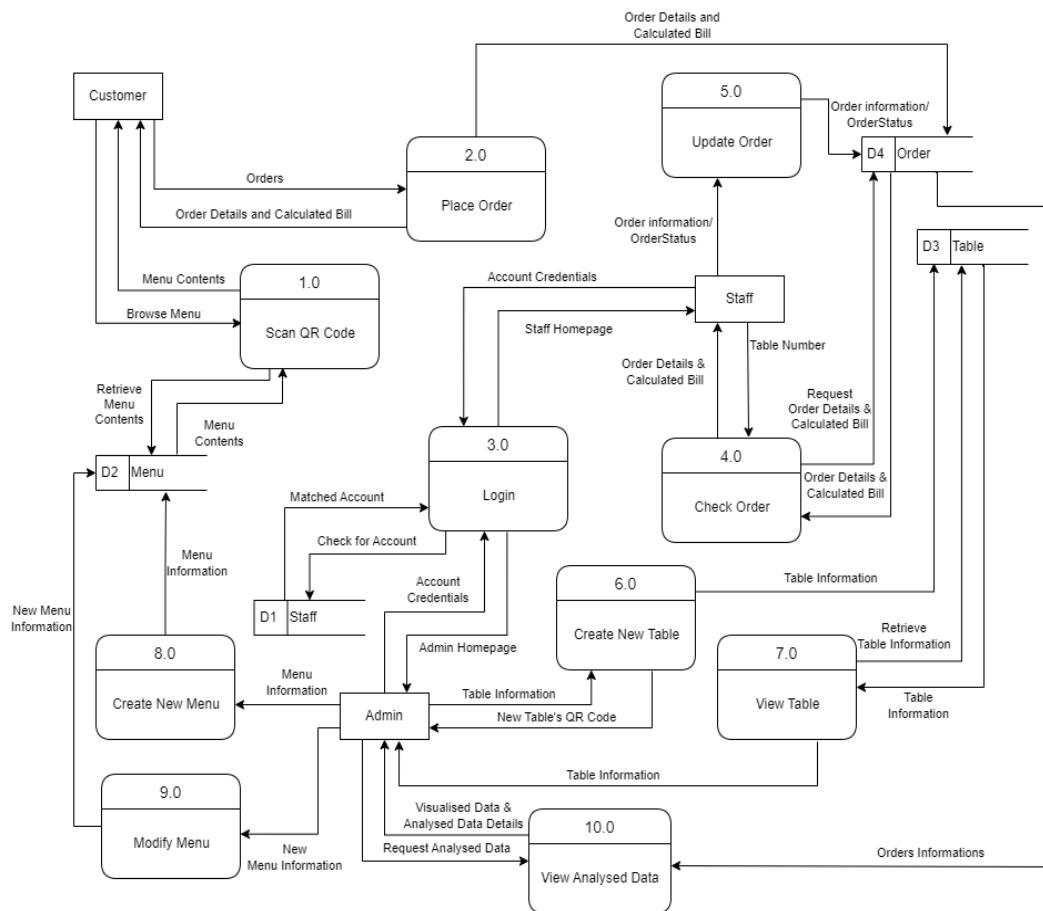 Order Details and
Calculated Bill
Customer
5.0
Update Order
Order information/
OrderStatus
D4
Order
2.0
Place Order
Orders
Order Details and Calculated Bill
Order information/
OrderStatus
D3
Table
Menu Contents
1.0
Scan QR Code
Browse Menu
Account Credentials
Staff
Staff Homepage
Table Number
Order Details &
Calculated Bill
Retrieve
Menu
Contents
Menu
Contents
Request
Order Details &
Calculated Bill
3.0
Login
4.0
Check Order
Order Details &
Calculated Bill
D2
Menu
Matched Account
Check for Account
Menu
Information
Account
Credentials
6.0
Create New Table
Table Information
New Menu
Information
D1
Staff
Admin Homepage
Retrieve
Table Information
8.0
Create New Menu
Menu
Information
Admin
Table Information
New Table's QR Code
7.0
View Table
Table
Information
Table Information
9.0
Modify Menu
New
Menu Information
Visualised Data &
Analysed Data Details
Request Analysed Data
10.0
View Analysed Data
Orders Informations